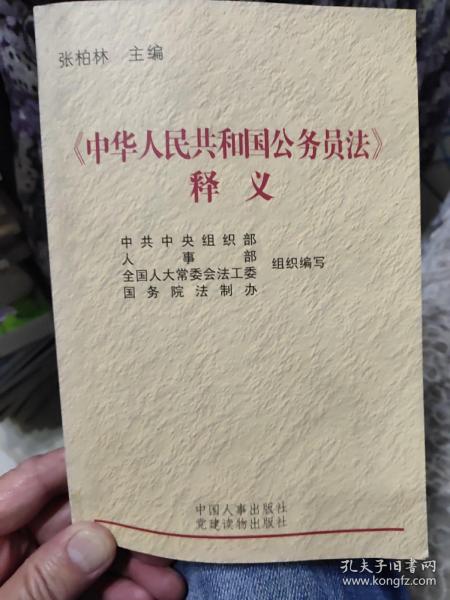 张柏林 主编
《中华人民共和国公务员法》
释义
中共中央组织部
人事部
全国人大常委会法工委
国务院法制办
组织编写
中国人事出版社
党建读物出版社
孔夫子旧书网
www.kongfz.com